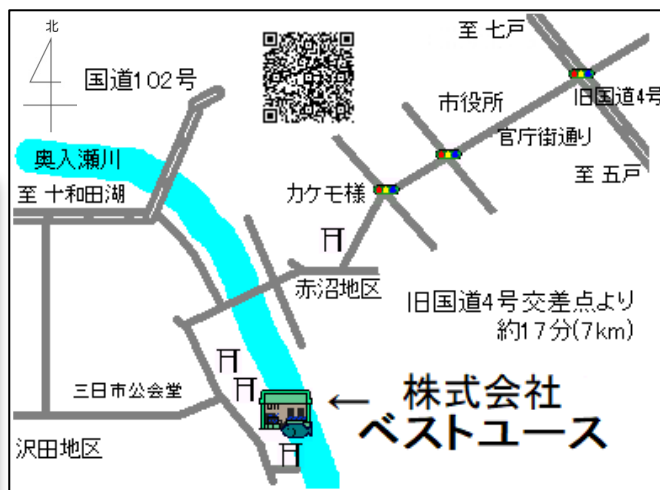 北
国道102号
至 七戸
旧国道4号
市役所
官庁街通り
至 五戸
奥入瀬川
至 十和田湖
カケモ様
赤沼地区
旧国道4号交差点より
約17分(7km)
三日市公会堂
沢田地区
← 株式会社
ベストユース